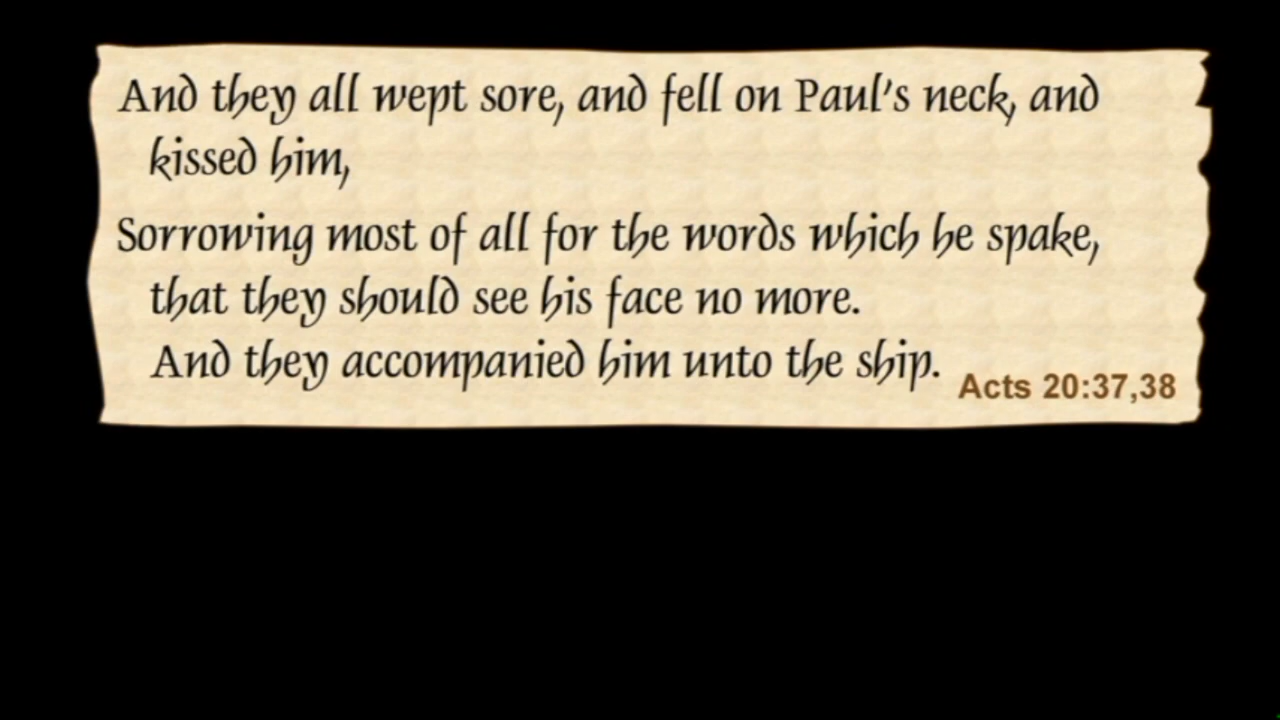 And they all wept sore, and fell on Paul's neck, and
kissed him,
Sorrowing most of all for the words which he spake,
that they should see his face no more.
And they accompanied him unto the ship.
Acts 20:37,38